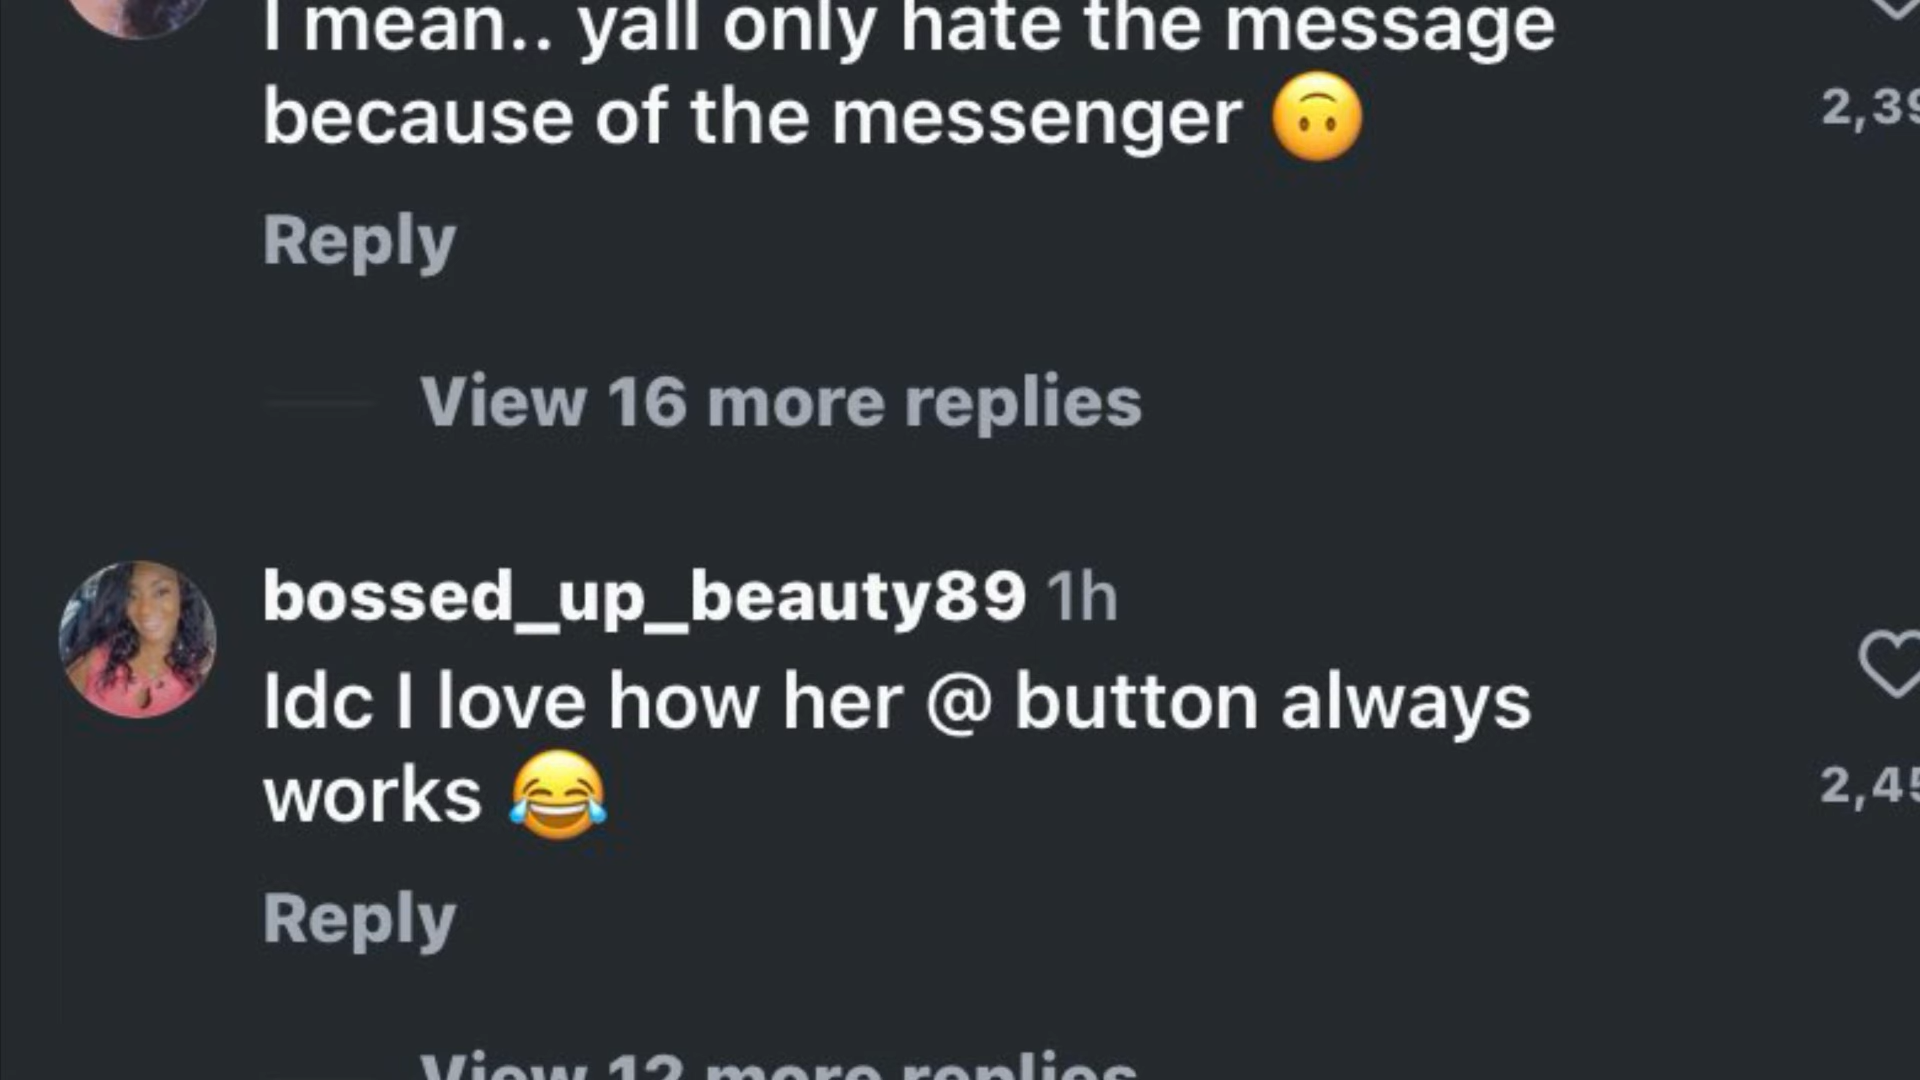 I mean.. yall only hate the message
because of the messenger 🙃
2,39
Reply
View 16 more replies
bossed_up_beauty89 1h
Idc I love how her @ button always
works 😂
2,45
Reply
View 12 more replies